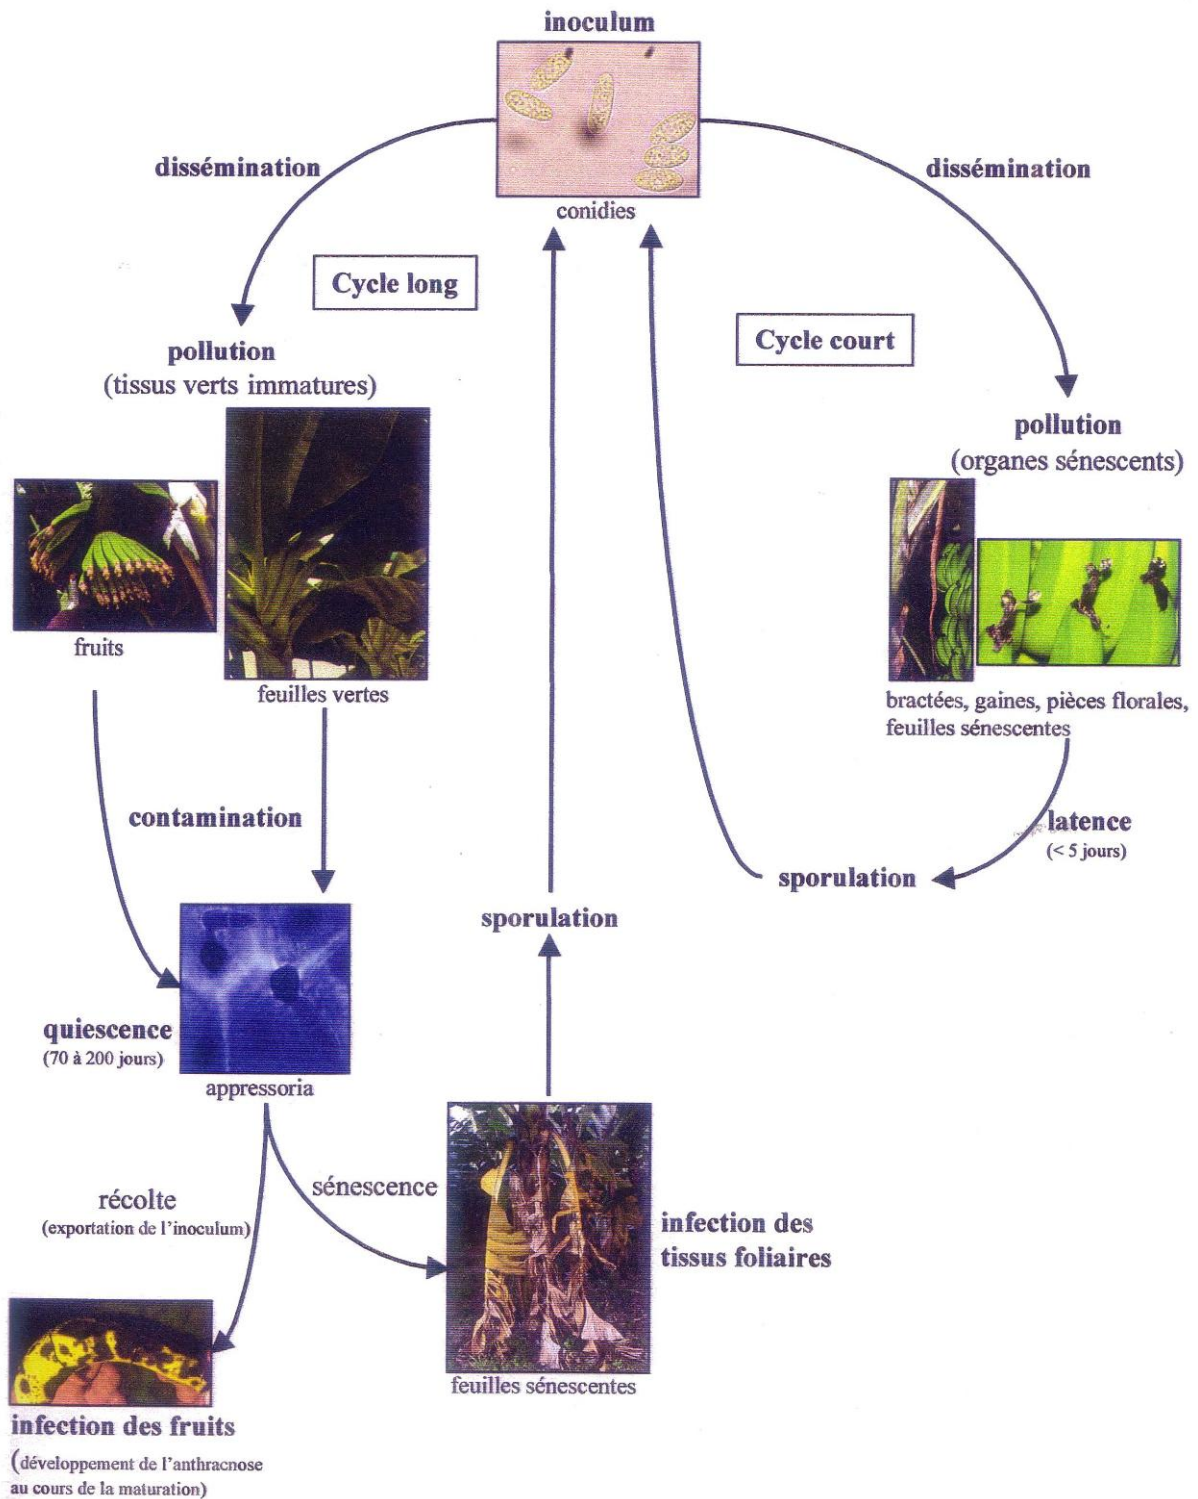 inoculum
conidies
dissémination
dissémination
Cycle long
Cycle court
pollution
(tissus verts immatures)
fruits
feuilles vertes
pollution
(organes sénescents)
bractées, gaines, pièces florales,
feuilles sénescentes
contamination
latence
(< 5 jours)
sporulation
sporulation
quiescence
(70 à 200 jours)
appressoria
récolte
(exportation de l'inoculum)
sénescence
infection des
tissus foliaires
feuilles sénescentes
infection des fruits
(développement de l'anthracnose
au cours de la maturation)